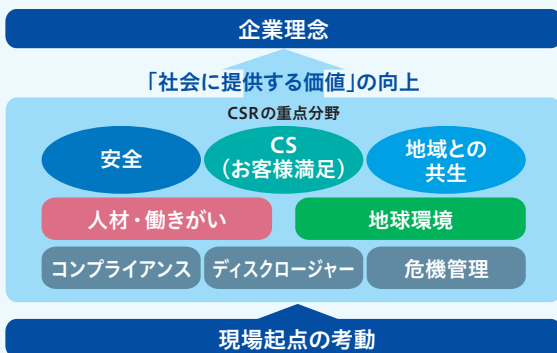 企業理念
「社会に提供する価値」の向上
CSRの重点分野
安全
CS
(お客様満足)
地域との
共生
人材・働きがい
地球環境
コンプライアンス
ディスクロージャー
危機管理
現場起点の考動